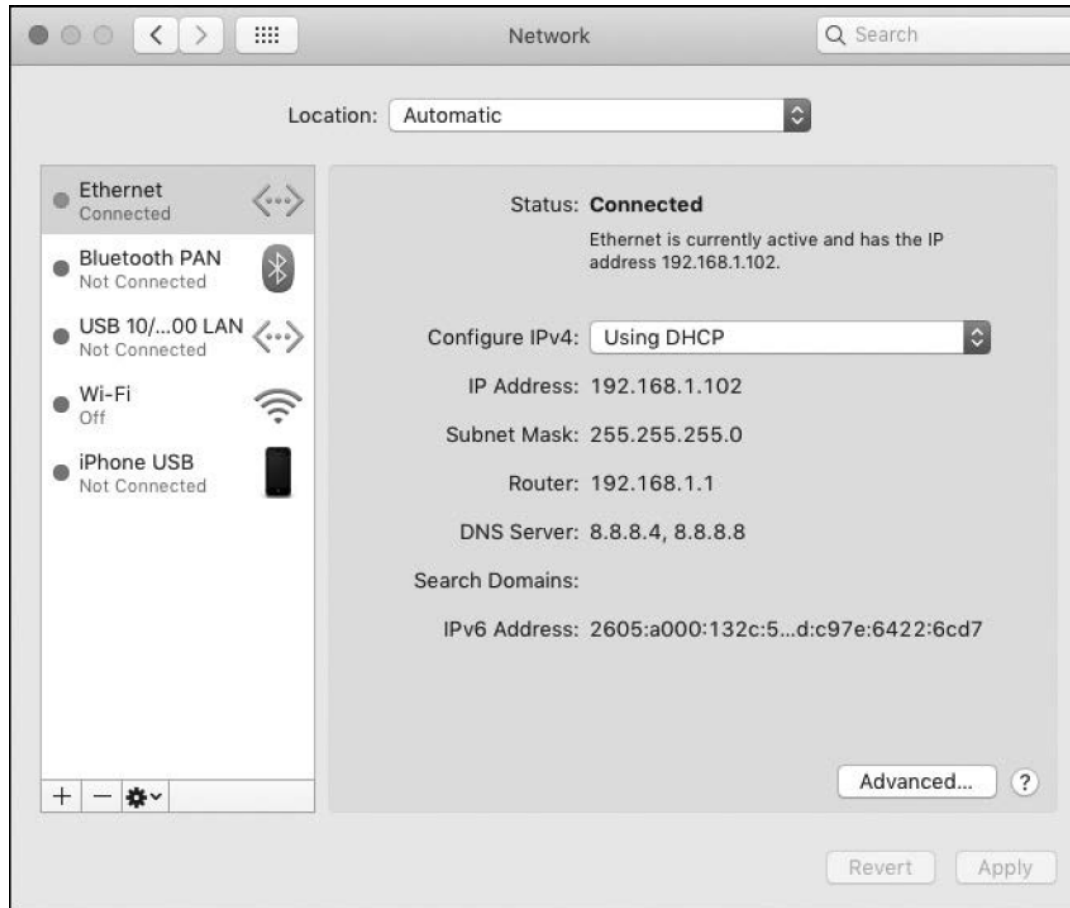 Network
Search
Location: Automatic
Ethernet
Connected
Bluetooth PAN
Not Connected
USB 10/...00 LAN
Not Connected
Wi-Fi
Off
iPhone USB
Not Connected
Status: Connected
Ethernet is currently active and has the IP
address 192.168.1.102.
Configure IPv4: Using DHCP
IP Address: 192.168.1.102
Subnet Mask: 255.255.255.0
Router: 192.168.1.1
DNS Server: 8.8.8.4, 8.8.8.8
Search Domains:
IPv6 Address: 2605:a000:132c:5...d:c97e:6422:6cd7
Advanced... ?
Revert Apply